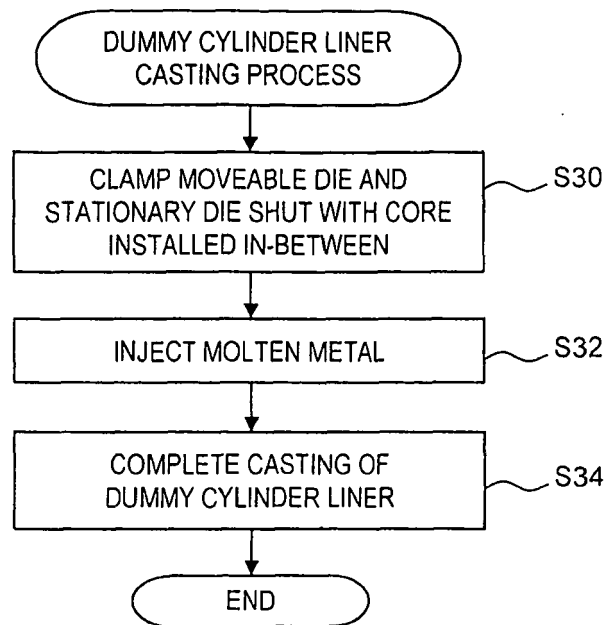 DUMMY CYLINDER LINER
CASTING PROCESS
CLAMP MOVEABLE DIE AND
STATIONARY DIE SHUT WITH CORE
INSTALLED IN-BETWEEN
S30
INJECT MOLTEN METAL
S32
COMPLETE CASTING OF
DUMMY CYLINDER LINER
S34
END